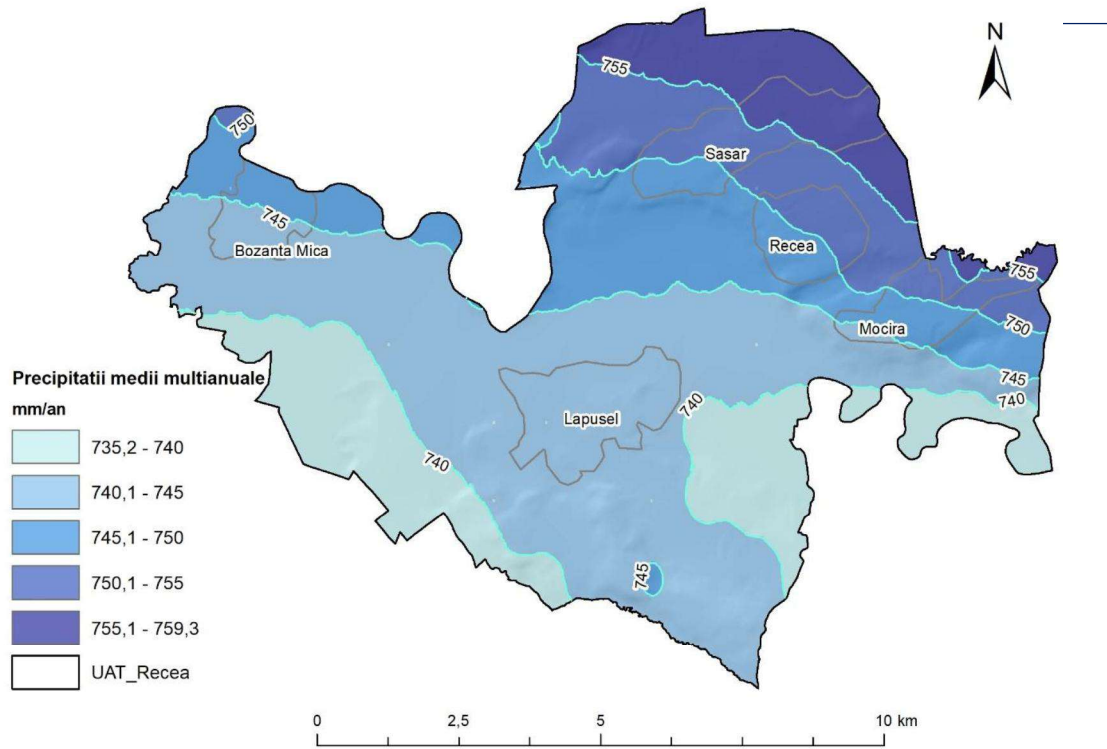 N
755
750
Sasar
745
Bozanta Mica
Recea
755
750
Mocira
745
740
740
Lapusel
740
745
Precipitatii medii multianuale
mm/an
735,2 - 740
740,1 - 745
745,1 - 750
750,1 - 755
755,1 - 759,3
UAT_Recea
0 2,5 5 10 km